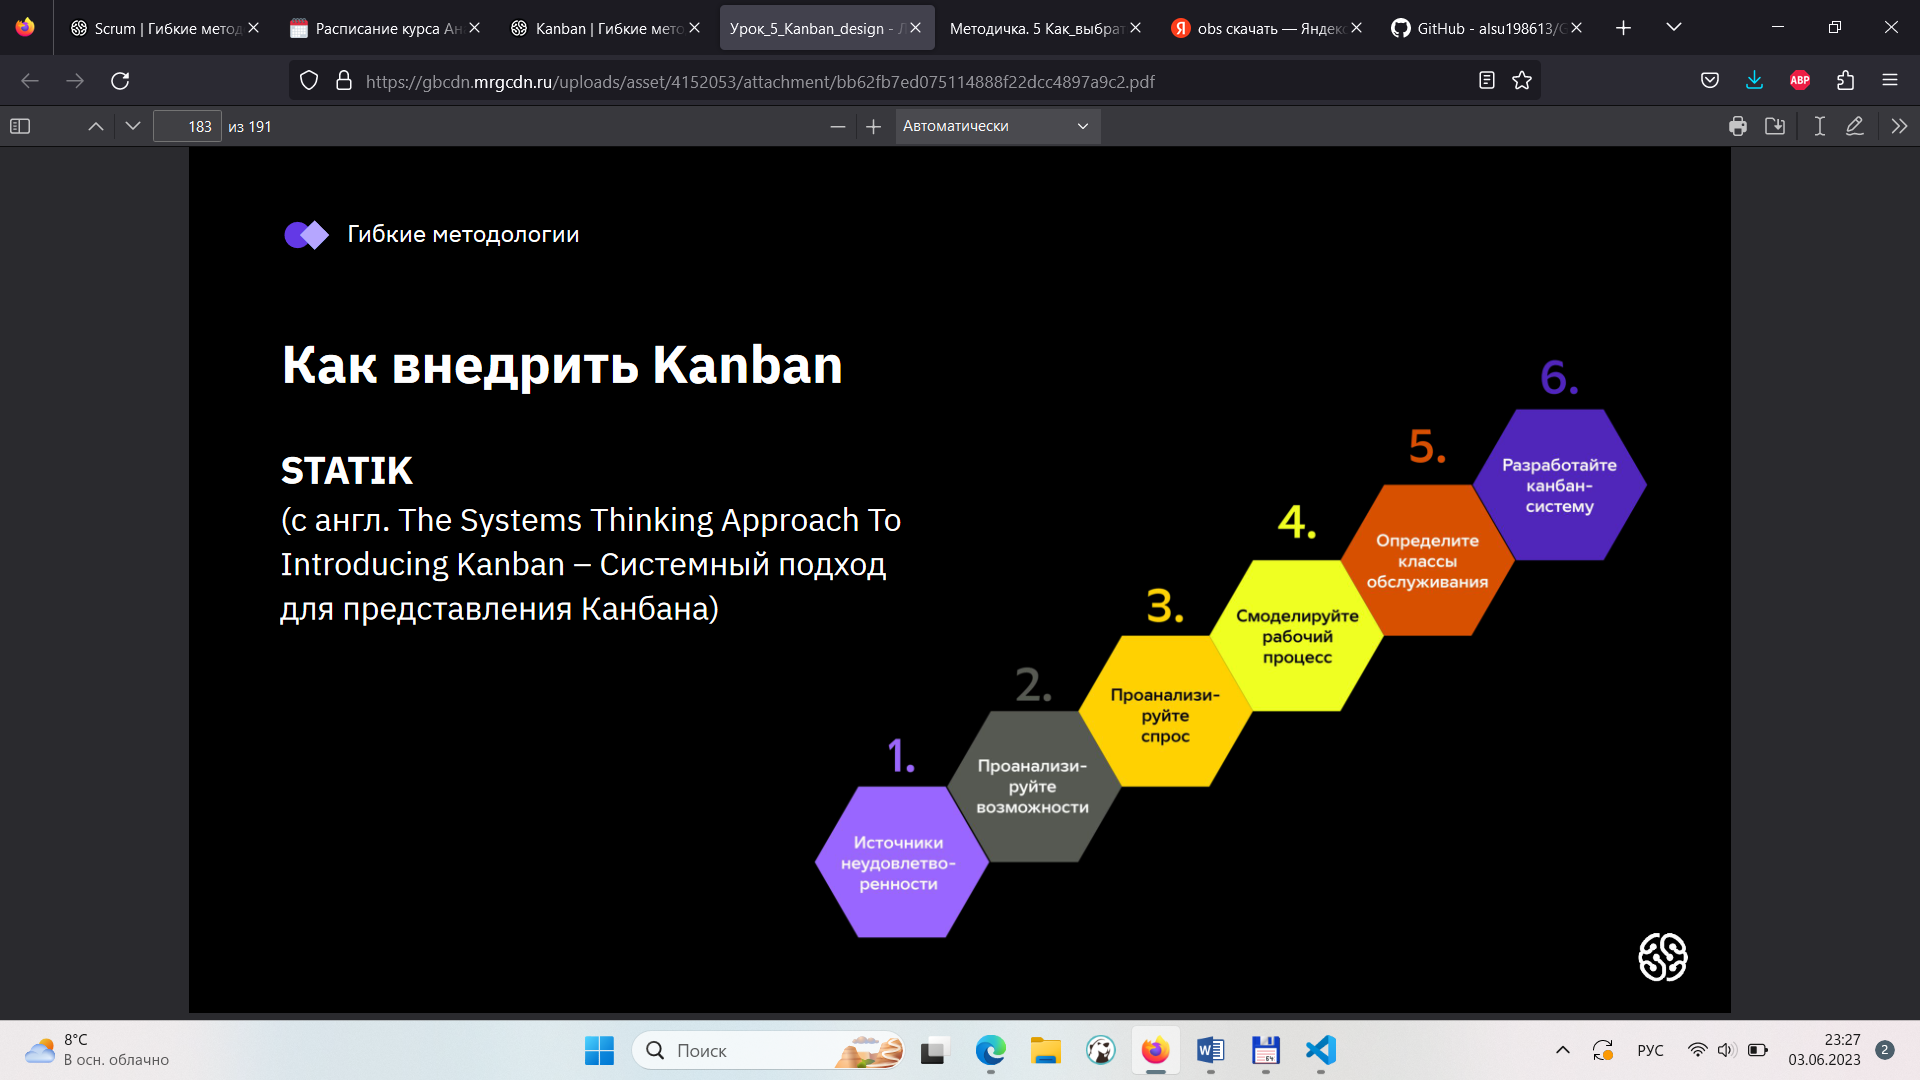 Scrum | Гибкие метод
Расписание курса Ан
Kanban | Гибкие мето
Урок_5_Kanban_design - Л
Методичка. 5 Как_выбрат
obs скачать — Яндекс
GitHub - alsu198613/G
https://gbcdn.mrgcdn.ru/uploads/asset/4152053/attachment/bb62fb7ed075114888f22dcc4897a9c2.pdf
ABP
183 из 191
Автоматически
Гибкие методологии
Как внедрить Kanban
STATIK
(с англ. The Systems Thinking Approach To
Introducing Kanban – Системный подход
для представления Канбана)
1.
Источники
неудовлетво-
ренности
2.
Проанализи-
руйте
возможности
3.
Проанализи-
руйте
спрос
4.
Смоделируйте
рабочий
процесс
5.
Определите
классы
обслуживания
6.
Разработайте
канбан-
систему
8°C
В осн. облачно
Поиск
РУС
23:27
03.06.2023
2